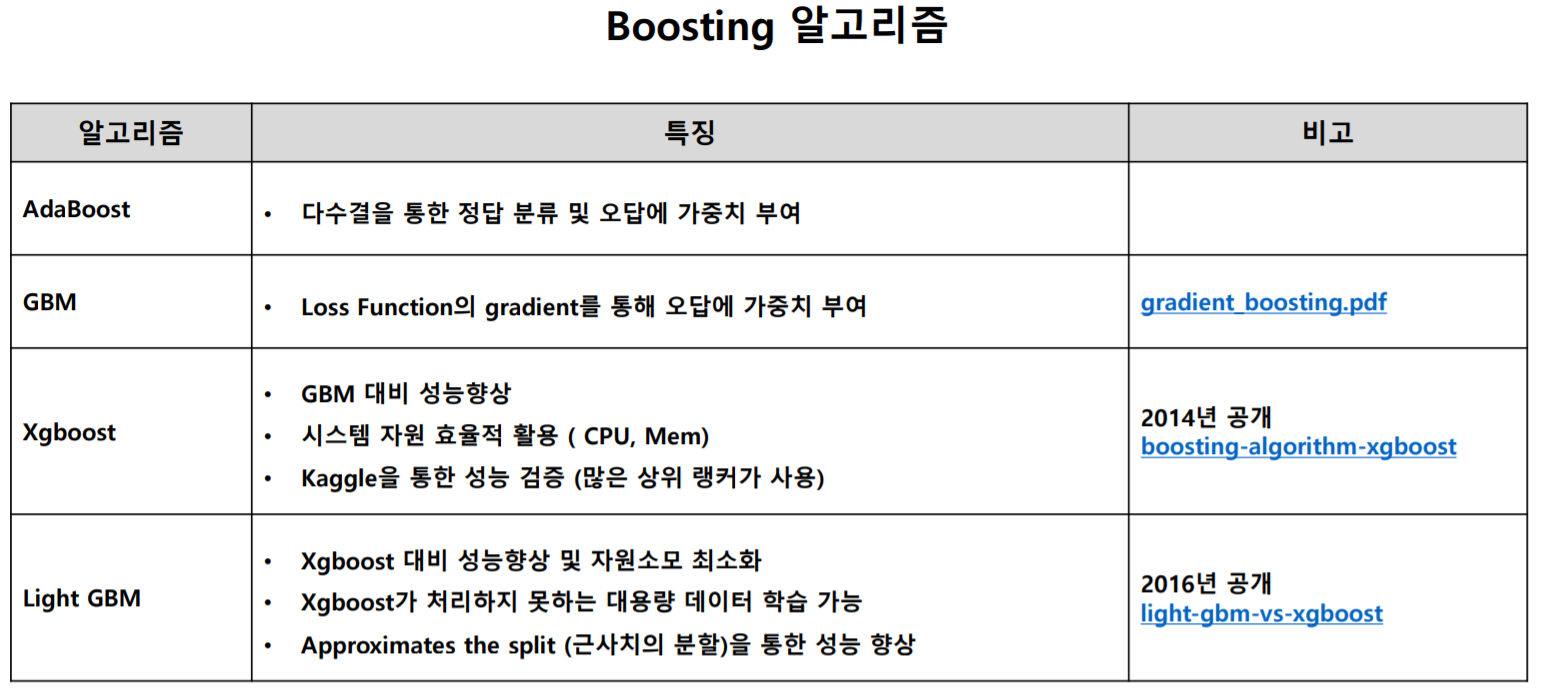 Boosting 알고리즘
알고리즘 특징 비고
AdaBoost
• 다수결을 통한 정답 분류 및 오답에 가중치 부여
GBM
• Loss Function의 gradient를 통해 오답에 가중치 부여
gradient_boosting.pdf
Xgboost
• GBM 대비 성능향상
• 시스템 자원 효율적 활용 ( CPU, Mem)
• Kaggle을 통한 성능 검증 (많은 상위 랭커가 사용)
2014년 공개
boosting-algorithm-xgboost
Light GBM
• Xgboost 대비 성능향상 및 자원소모 최소화
• Xgboost가 처리하지 못하는 대용량 데이터 학습 가능
• Approximates the split (근사치의 분할)을 통한 성능 향상
2016년 공개
light-gbm-vs-xgboost